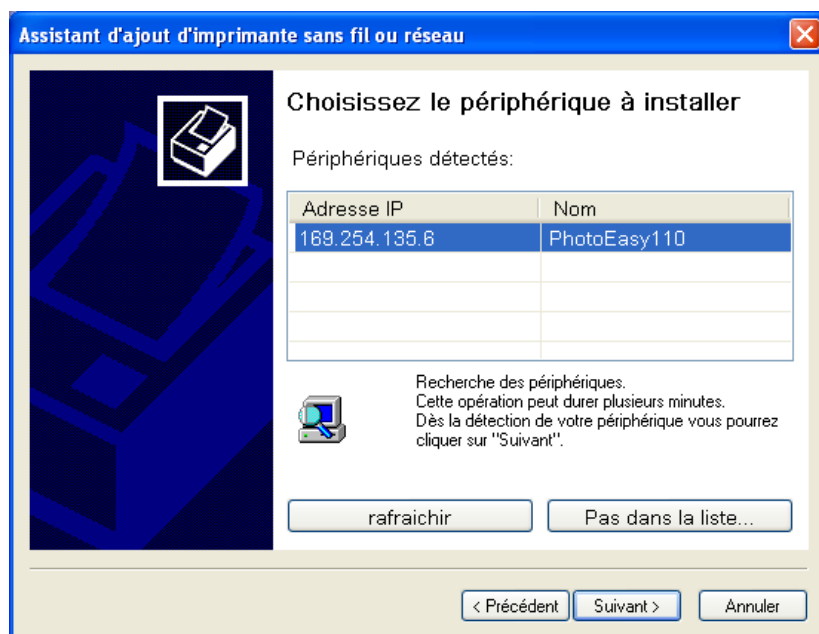 Assistant d'ajout d'imprimante sans fil ou réseau
Choisissez le périphérique à installer
Périphériques détectés:
Adresse IP Nom
169.254.135.6 PhotoEasy110
Recherche des périphériques.
Cette opération peut durer plusieurs minutes.
Dès la détection de votre périphérique vous pourrez
cliquer sur "Suivant".
rafraichir Pas dans la liste...
< Précédent Suivant > Annuler